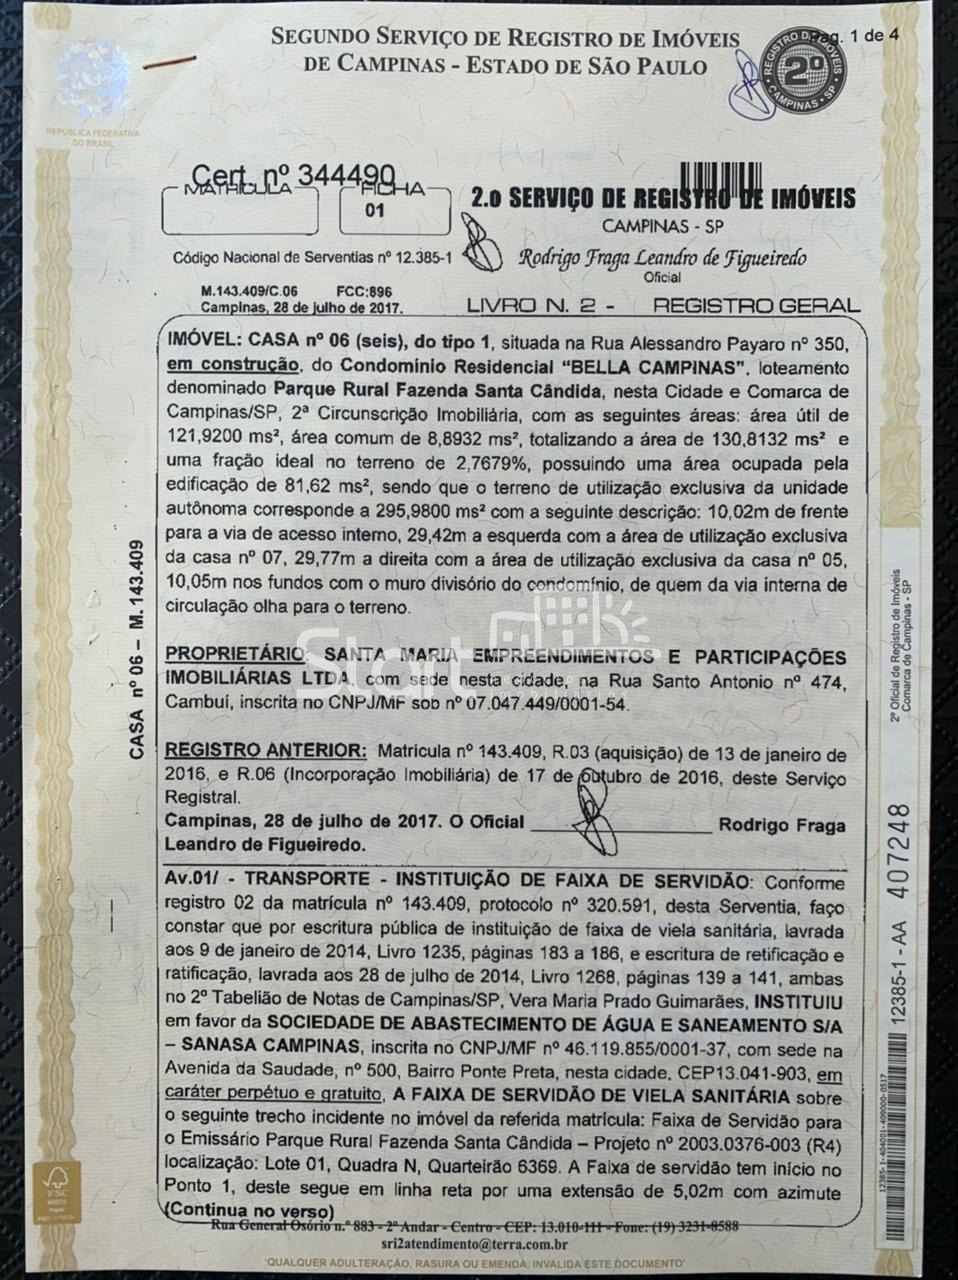 SEGUNDO SERVIÇO DE REGISTRO DE IMÓVEIS
DE CAMPINAS - ESTADO DE SÃO PAULO
Pag. 1 de 4
REGISTRO DE IMÓVEIS
2º
CAMPINAS - SP
REPÚBLICA FEDERATIVA
DO BRASIL
Cert. nº 344490
MATRÍCULA
FICHA
01
2.o SERVIÇO DE REGISTRO DE IMÓVEIS
CAMPINAS - SP
Código Nacional de Serventias nº 12.385-1
Rodrigo Fraga Leandro de Figueiredo
Oficial
M.143.409/C.06 FCC:896
Campinas, 28 de julho de 2017.
LIVRO N. 2 - REGISTRO GERAL
IMÓVEL: CASA nº 06 (seis), do tipo 1, situada na Rua Alessandro Payaro nº 350,
em construção, do Condomínio Residencial “BELLA CAMPINAS”, loteamento
denominado Parque Rural Fazenda Santa Cândida, nesta Cidade e Comarca de
Campinas/SP, 2ª Circunscrição Imobiliária, com as seguintes áreas: área útil de
121,9200 ms², área comum de 8,8932 ms², totalizando a área de 130,8132 ms² e
uma fração ideal no terreno de 2,7679%, possuindo uma área ocupada pela
edificação de 81,62 ms², sendo que o terreno de utilização exclusiva da unidade
autônoma corresponde a 295,9800 ms² com a seguinte descrição: 10,02m de frente
para a via de acesso interno, 29,42m a esquerda com a área de utilização exclusiva
da casa nº 07, 29,77m a direita com a área de utilização exclusiva da casa nº 05,
10,05m nos fundos com o muro divisório do condomínio, de quem da via interna de
circulação olha para o terreno.
Start
PROPRIETÁRIO: SANTA MARIA EMPREENDIMENTOS E PARTICIPAÇÕES
IMOBILIÁRIAS LTDA, com sede nesta cidade, na Rua Santo Antonio nº 474,
Cambuí, inscrita no CNPJ/MF sob nº 07.047.449/0001-54.
REGISTRO ANTERIOR: Matricula nº 143.409, R.03 (aquisição) de 13 de janeiro de
2016, e R.06 (Incorporação Imobiliária) de 17 de outubro de 2016, deste Serviço
Registral.
Campinas, 28 de julho de 2017. O Oficial Rodrigo Fraga
Leandro de Figueiredo.
Av.01/ - TRANSPORTE - INSTITUIÇÃO DE FAIXA DE SERVIDÃO: Conforme
registro 02 da matrícula nº 143.409, protocolo nº 320.591, desta Serventia, faço
constar que por escritura pública de instituição de faixa de viela sanitária, lavrada
aos 9 de janeiro de 2014, Livro 1235, páginas 183 a 186, e escritura de retificação e
ratificação, lavrada aos 28 de julho de 2014, Livro 1268, páginas 139 a 141, ambas
no 2º Tabelião de Notas de Campinas/SP, Vera Maria Prado Guimarães, INSTITUIU
em favor da SOCIEDADE DE ABASTECIMENTO DE ÁGUA E SANEAMENTO S/A
– SANASA CAMPINAS, inscrita no CNPJ/MF nº 46.119.855/0001-37, com sede na
Avenida da Saudade, nº 500, Bairro Ponte Preta, nesta cidade, CEP13.041-903, em
caráter perpétuo e gratuito, A FAIXA DE SERVIDÃO DE VIELA SANITÁRIA sobre
o seguinte trecho incidente no imóvel da referida matrícula: Faixa de Servidão para
o Emissário Parque Rural Fazenda Santa Cândida – Projeto nº 2003.0376-003 (R4)
localização: Lote 01, Quadra N, Quarteirão 6369. A Faixa de servidão tem início no
Ponto 1, deste segue em linha reta por uma extensão de 5,02m com azimute
(Continua no verso)
Rua General Osório n.º 883 - 2º Andar - Centro - CEP: 13.010-111 - Fone: (19) 3231-8588
sri2atendimento@terra.com.br
'QUALQUER ADULTERAÇÃO, RASURA OU EMENDA, INVALIDA ESTE DOCUMENTO'
CASA nº 06 – M.143.409
2º Oficial de Registro de Imóveis
Comarca de Campinas - SP
12385-1 - AA 407248
12385-1-404001-409000-0517
FSC
MISTO
Papel